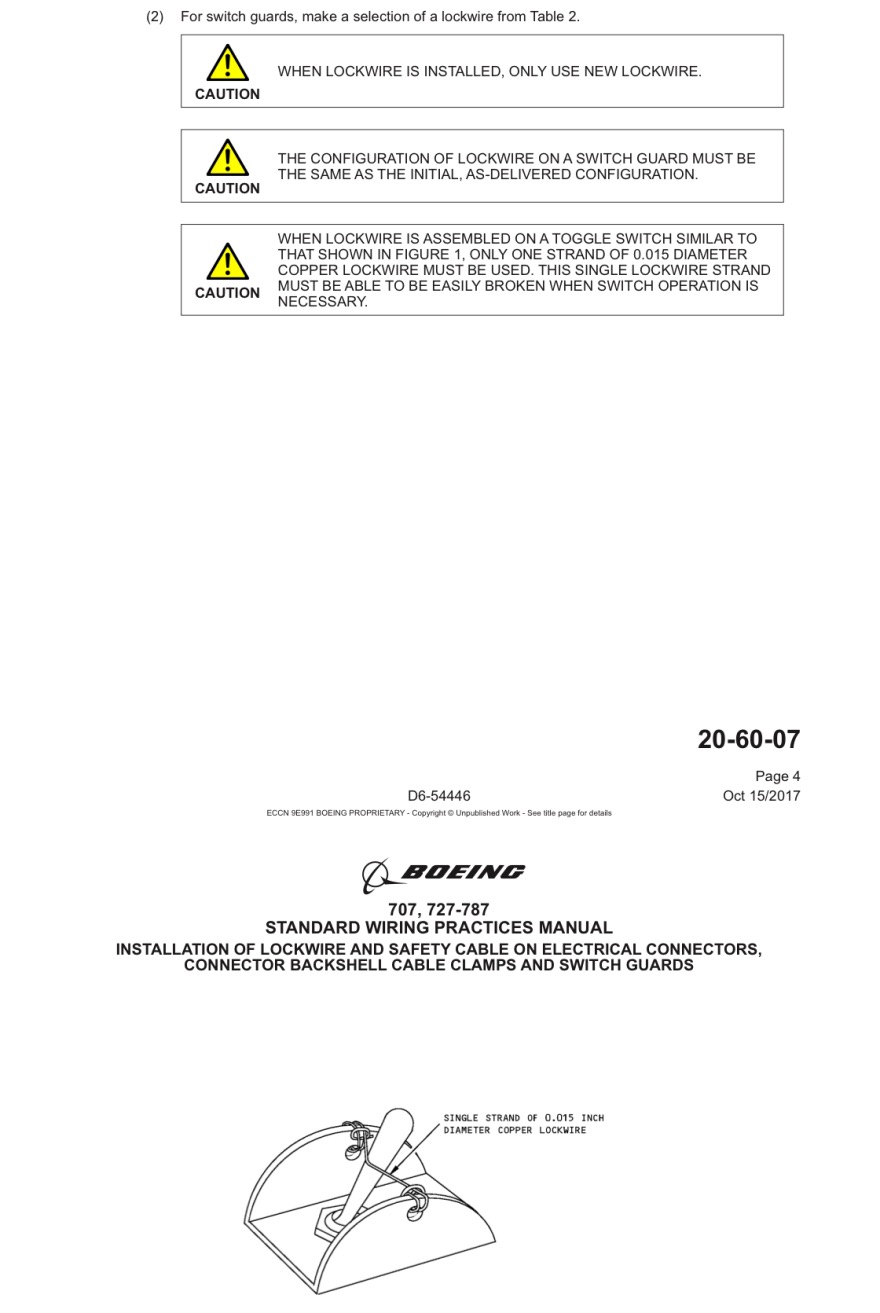 (2) For switch guards, make a selection of a lockwire from Table 2.
CAUTION
WHEN LOCKWIRE IS INSTALLED, ONLY USE NEW LOCKWIRE.
CAUTION
THE CONFIGURATION OF LOCKWIRE ON A SWITCH GUARD MUST BE
THE SAME AS THE INITIAL, AS-DELIVERED CONFIGURATION.
CAUTION
WHEN LOCKWIRE IS ASSEMBLED ON A TOGGLE SWITCH SIMILAR TO
THAT SHOWN IN FIGURE 1, ONLY ONE STRAND OF 0.015 DIAMETER
COPPER LOCKWIRE MUST BE USED. THIS SINGLE LOCKWIRE STRAND
MUST BE ABLE TO BE EASILY BROKEN WHEN SWITCH OPERATION IS
NECESSARY.
20-60-07
Page 4
D6-54446 Oct 15/2017
ECCN 9E991 BOEING PROPRIETARY - Copyright © Unpublished Work - See title page for details
BOEING
707, 727-787
STANDARD WIRING PRACTICES MANUAL
INSTALLATION OF LOCKWIRE AND SAFETY CABLE ON ELECTRICAL CONNECTORS,
CONNECTOR BACKSHELL CABLE CLAMPS AND SWITCH GUARDS
SINGLE STRAND OF 0.015 INCH
DIAMETER COPPER LOCKWIRE